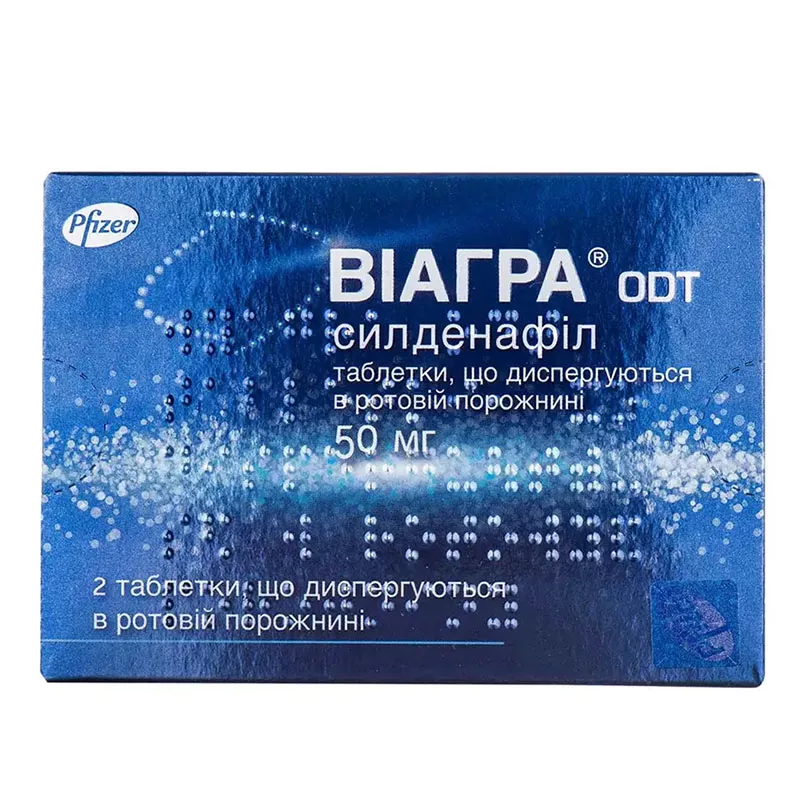 Pfizer
ВІАГРА® ODT
силденафіл
таблетки, що диспергуються
в ротовій порожнині
50 мг
2 таблетки, що диспергуються
в ротовій порожнині